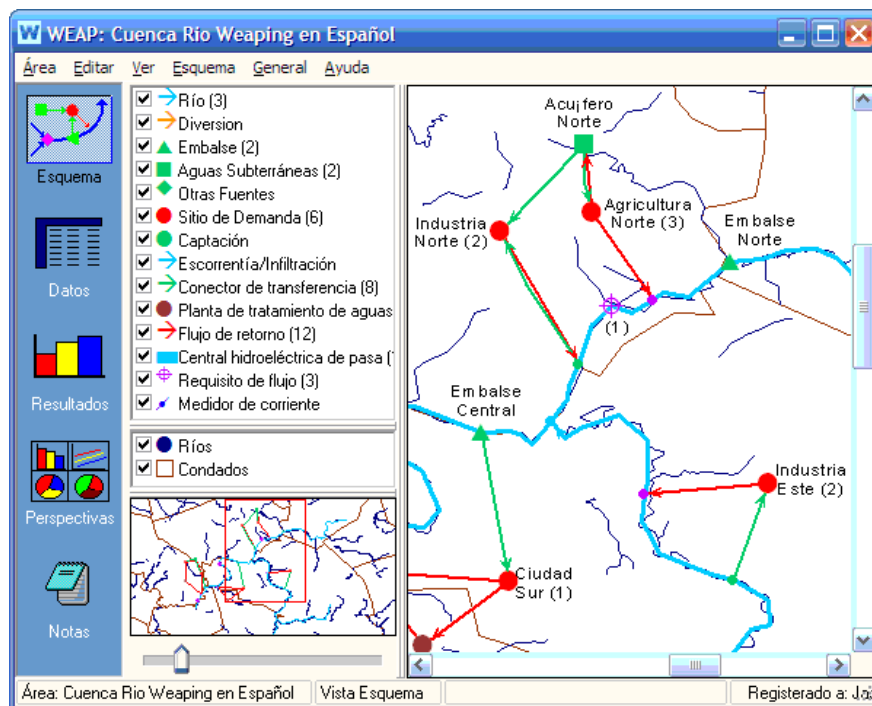 WEAP: Cuenca Rio Weaping en Español
Área Editar Ver Esquema General Ayuda
Esquema
Datos
Resultados
Perspectivas
Notas
Río (3)
Diversion
Embalse (2)
Aguas Subterráneas (2)
Otras Fuentes
Sitio de Demanda (6)
Captación
Escorrentía/Infiltración
Conector de transferencia (8)
Planta de tratamiento de aguas
Flujo de retorno (12)
Central hidroeléctrica de pasa (
Requisito de flujo (3)
Medidor de corriente
Ríos
Condados
Acu¡fero
Norte
Industria
Norte (2)
Agricultura
Norte (3)
Embalse
Norte
(1)
Embalse
Central
Industria
Este (2)
Ciudad
Sur (1)
Área: Cuenca Rio Weaping en Español Vista Esquema Registrado a: